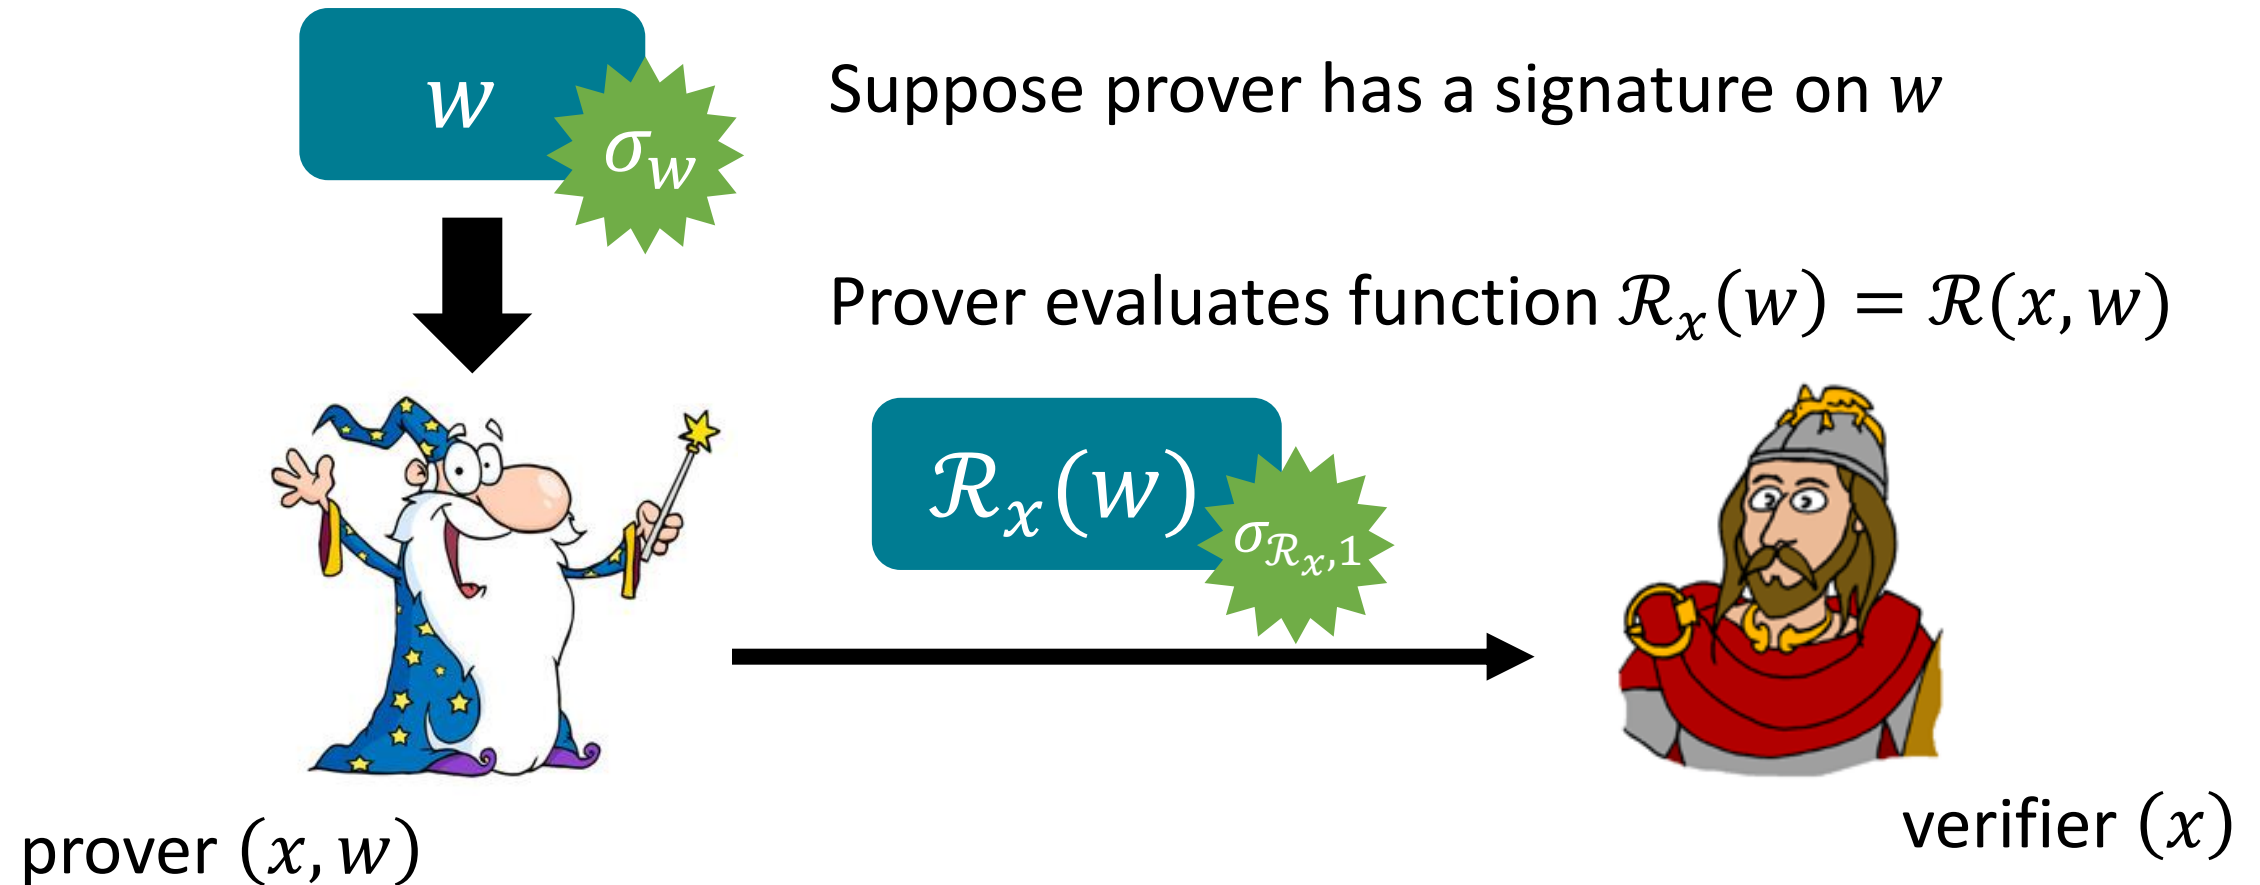 w
σ_w
Suppose prover has a signature on w
Prover evaluates function ℛ_x(w) = ℛ(x, w)
ℛ_x(w)
σ_{ℛ_x,1}
prover (x, w)
verifier (x)